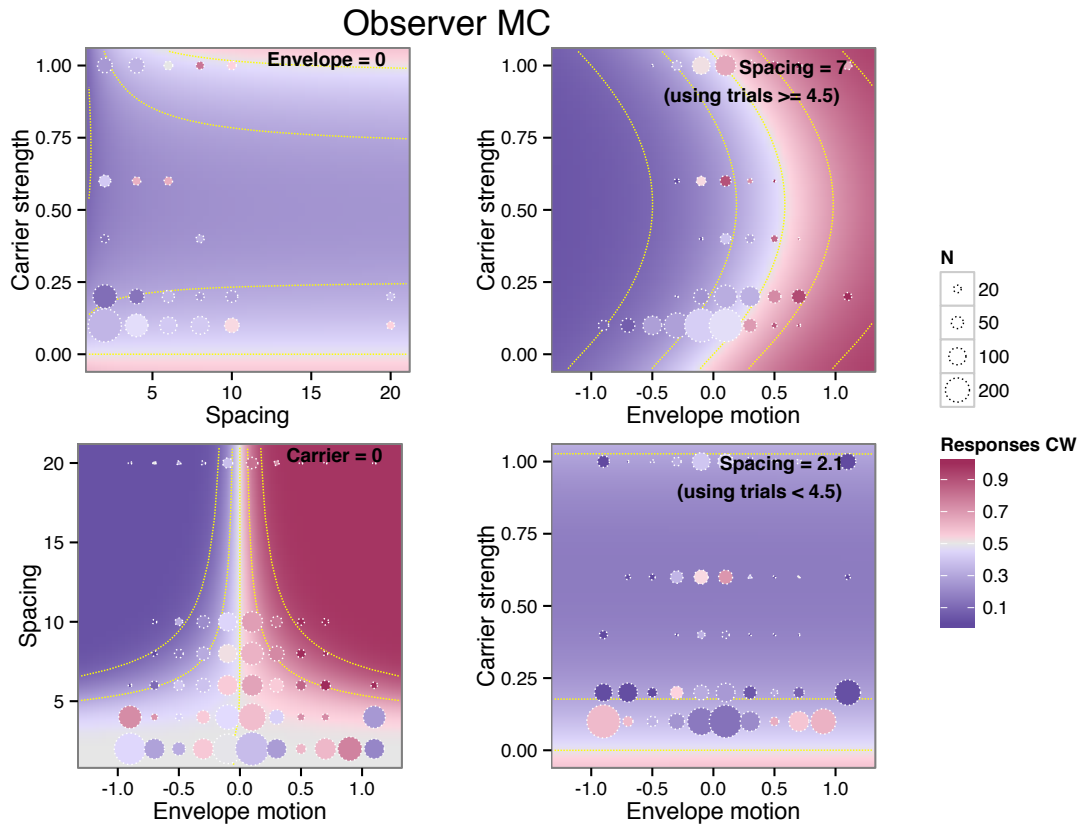 Observer MC
Envelope = 0
1.00
0.75
0.50
0.25
0.00
Carrier strength
5 10 15 20
Spacing
Spacing = 7
(using trials >= 4.5)
1.00
0.75
0.50
0.25
0.00
Carrier strength
-1.0 -0.5 0.0 0.5 1.0
Envelope motion
Carrier = 0
20
15
10
5
Spacing
-1.0 -0.5 0.0 0.5 1.0
Envelope motion
Spacing = 2.1
(using trials < 4.5)
1.00
0.75
0.50
0.25
0.00
Carrier strength
-1.0 -0.5 0.0 0.5 1.0
Envelope motion
N
20
50
100
200
Responses CW
0.9
0.7
0.5
0.3
0.1